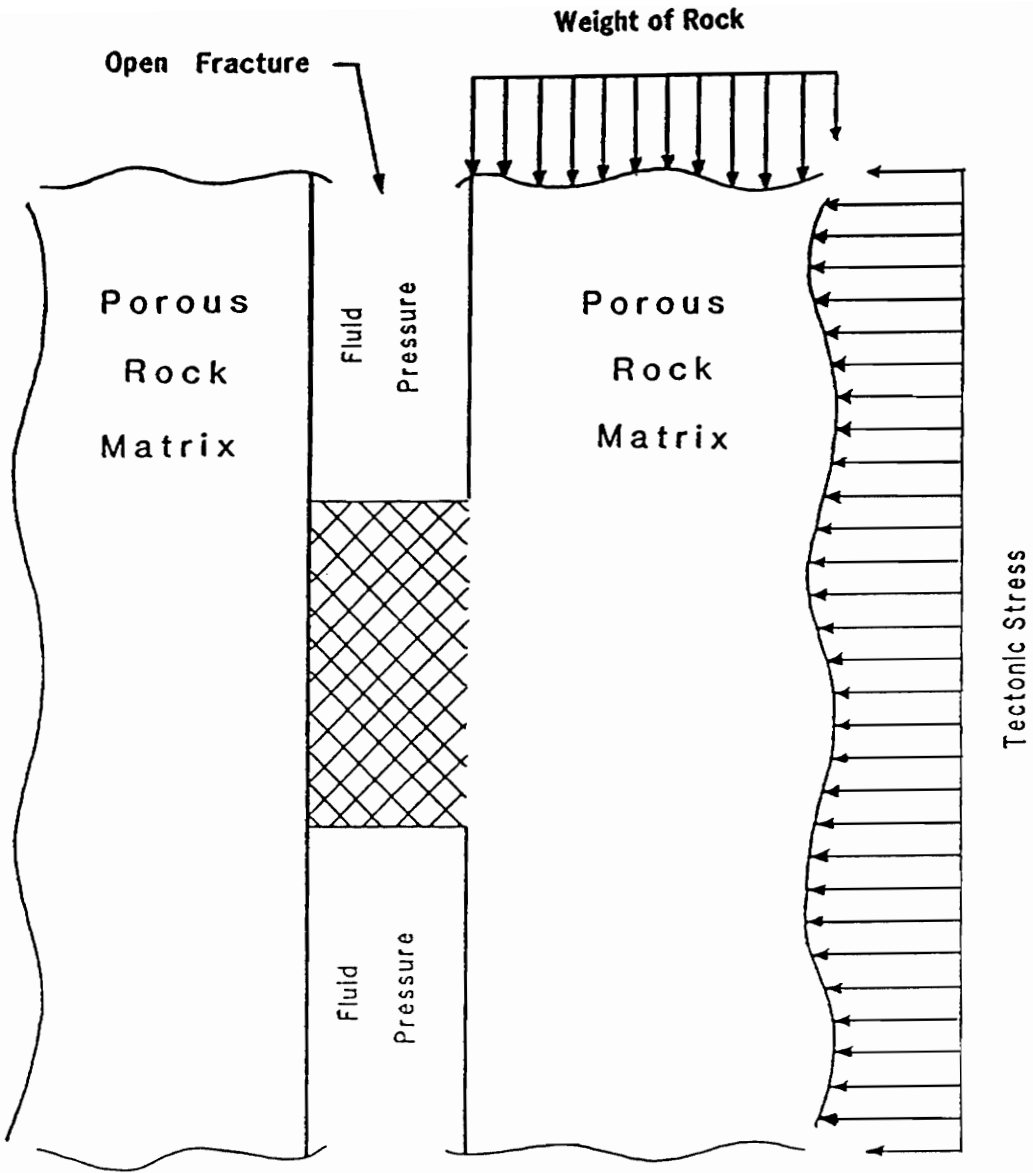 Weight of Rock
Open Fracture
Porous
Rock
Matrix
Fluid
Pressure
Porous
Rock
Matrix
Tectonic Stress
Fluid
Pressure